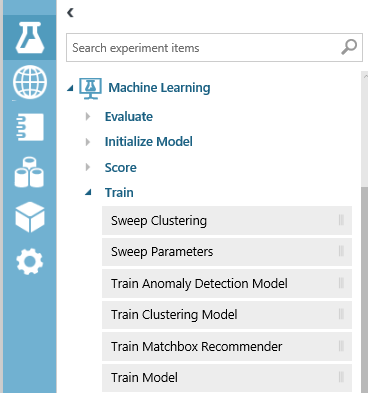 Search experiment items
Machine Learning
Evaluate
Initialize Model
Score
Train
Sweep Clustering
Sweep Parameters
Train Anomaly Detection Model
Train Clustering Model
Train Matchbox Recommender
Train Model